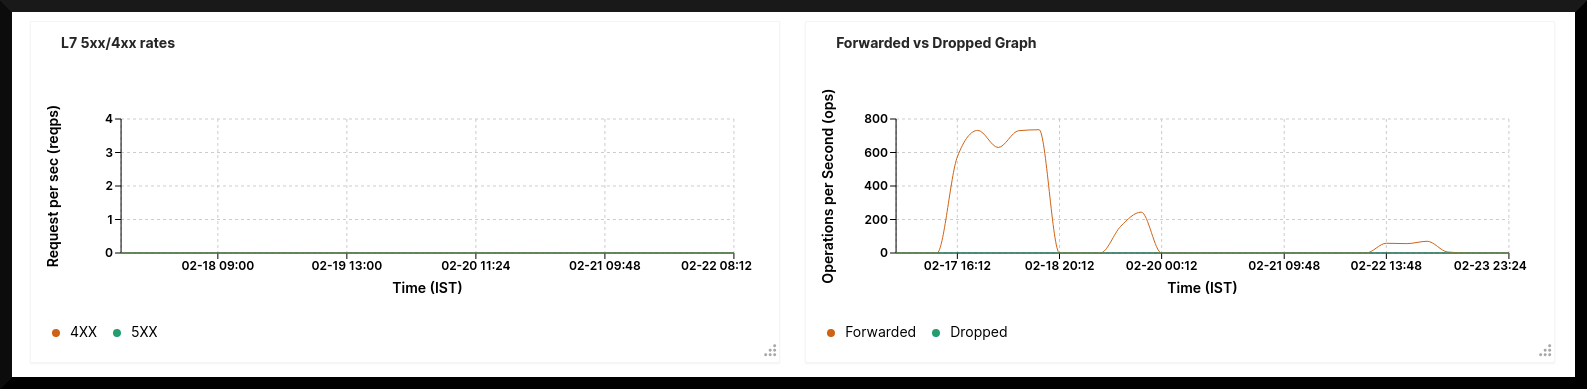 L7 5xx/4xx rates
Request per sec (reqps)
4
3
2
1
0
02-18 09:00 02-19 13:00 02-20 11:24 02-21 09:48 02-22 08:12
Time (IST)
4XX 5XX
Forwarded vs Dropped Graph
Operations per Second (ops)
800
600
400
200
0
02-17 16:12 02-18 20:12 02-20 00:12 02-21 09:48 02-22 13:48 02-23 23:24
Time (IST)
Forwarded Dropped